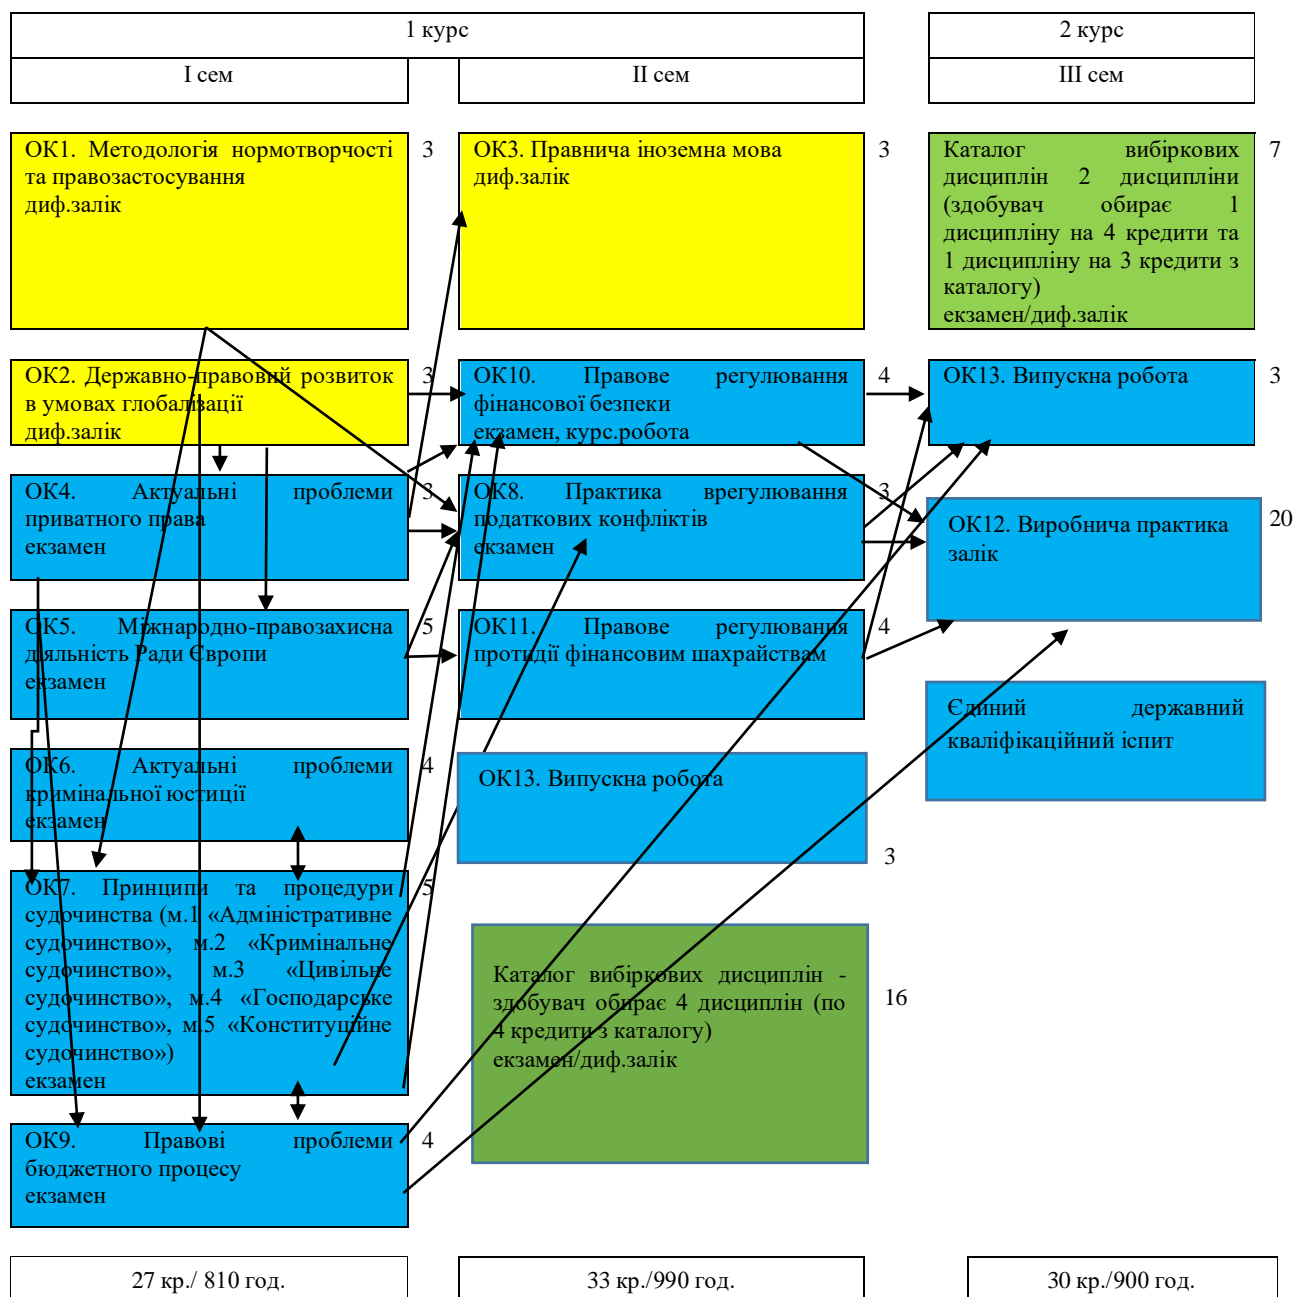 1 курс
2 курс
І сем
ІІ сем
ІІІ сем
ОК1. Методологія нормотворчості
та правозастосування
диф.залік
3
ОК3. Правнича іноземна мова
диф.залік
3
Каталог вибіркових
дисциплін 2 дисципліни
(здобувач обирає 1
дисципліну на 4 кредити та
1 дисципліну на 3 кредити з
каталогу)
екзамен/диф.залік
7
ОК2. Державно-правовий розвиток
в умовах глобалізації
диф.залік
3
ОК10. Правове регулювання
фінансової безпеки
екзамен, курс.робота
4
ОК13. Випускна робота
3
ОК4. Актуальні проблеми
приватного права
екзамен
3
ОК8. Практика врегулювання
податкових конфліктів
екзамен
3
ОК12. Виробнича практика
залік
20
ОК5. Міжнародно-правозахисна
діяльність Ради Європи
екзамен
5
ОК11. Правове регулювання
протидії фінансовим шахрайствам
4
Єдиний державний
кваліфікаційний іспит
ОК6. Актуальні проблеми
кримінальної юстиції
екзамен
4
ОК13. Випускна робота
3
ОК7. Принципи та процедури
судочинства (м.1 «Адміністративне
судочинство», м.2 «Кримінальне
судочинство», м.3 «Цивільне
судочинство», м.4 «Господарське
судочинство», м.5 «Конституційне
судочинство»)
екзамен
5
Каталог вибіркових дисциплін -
здобувач обирає 4 дисциплін (по
4 кредити з каталогу)
екзамен/диф.залік
16
ОК9. Правові проблеми
бюджетного процесу
екзамен
4
27 кр./ 810 год.
33 кр./990 год.
30 кр./900 год.